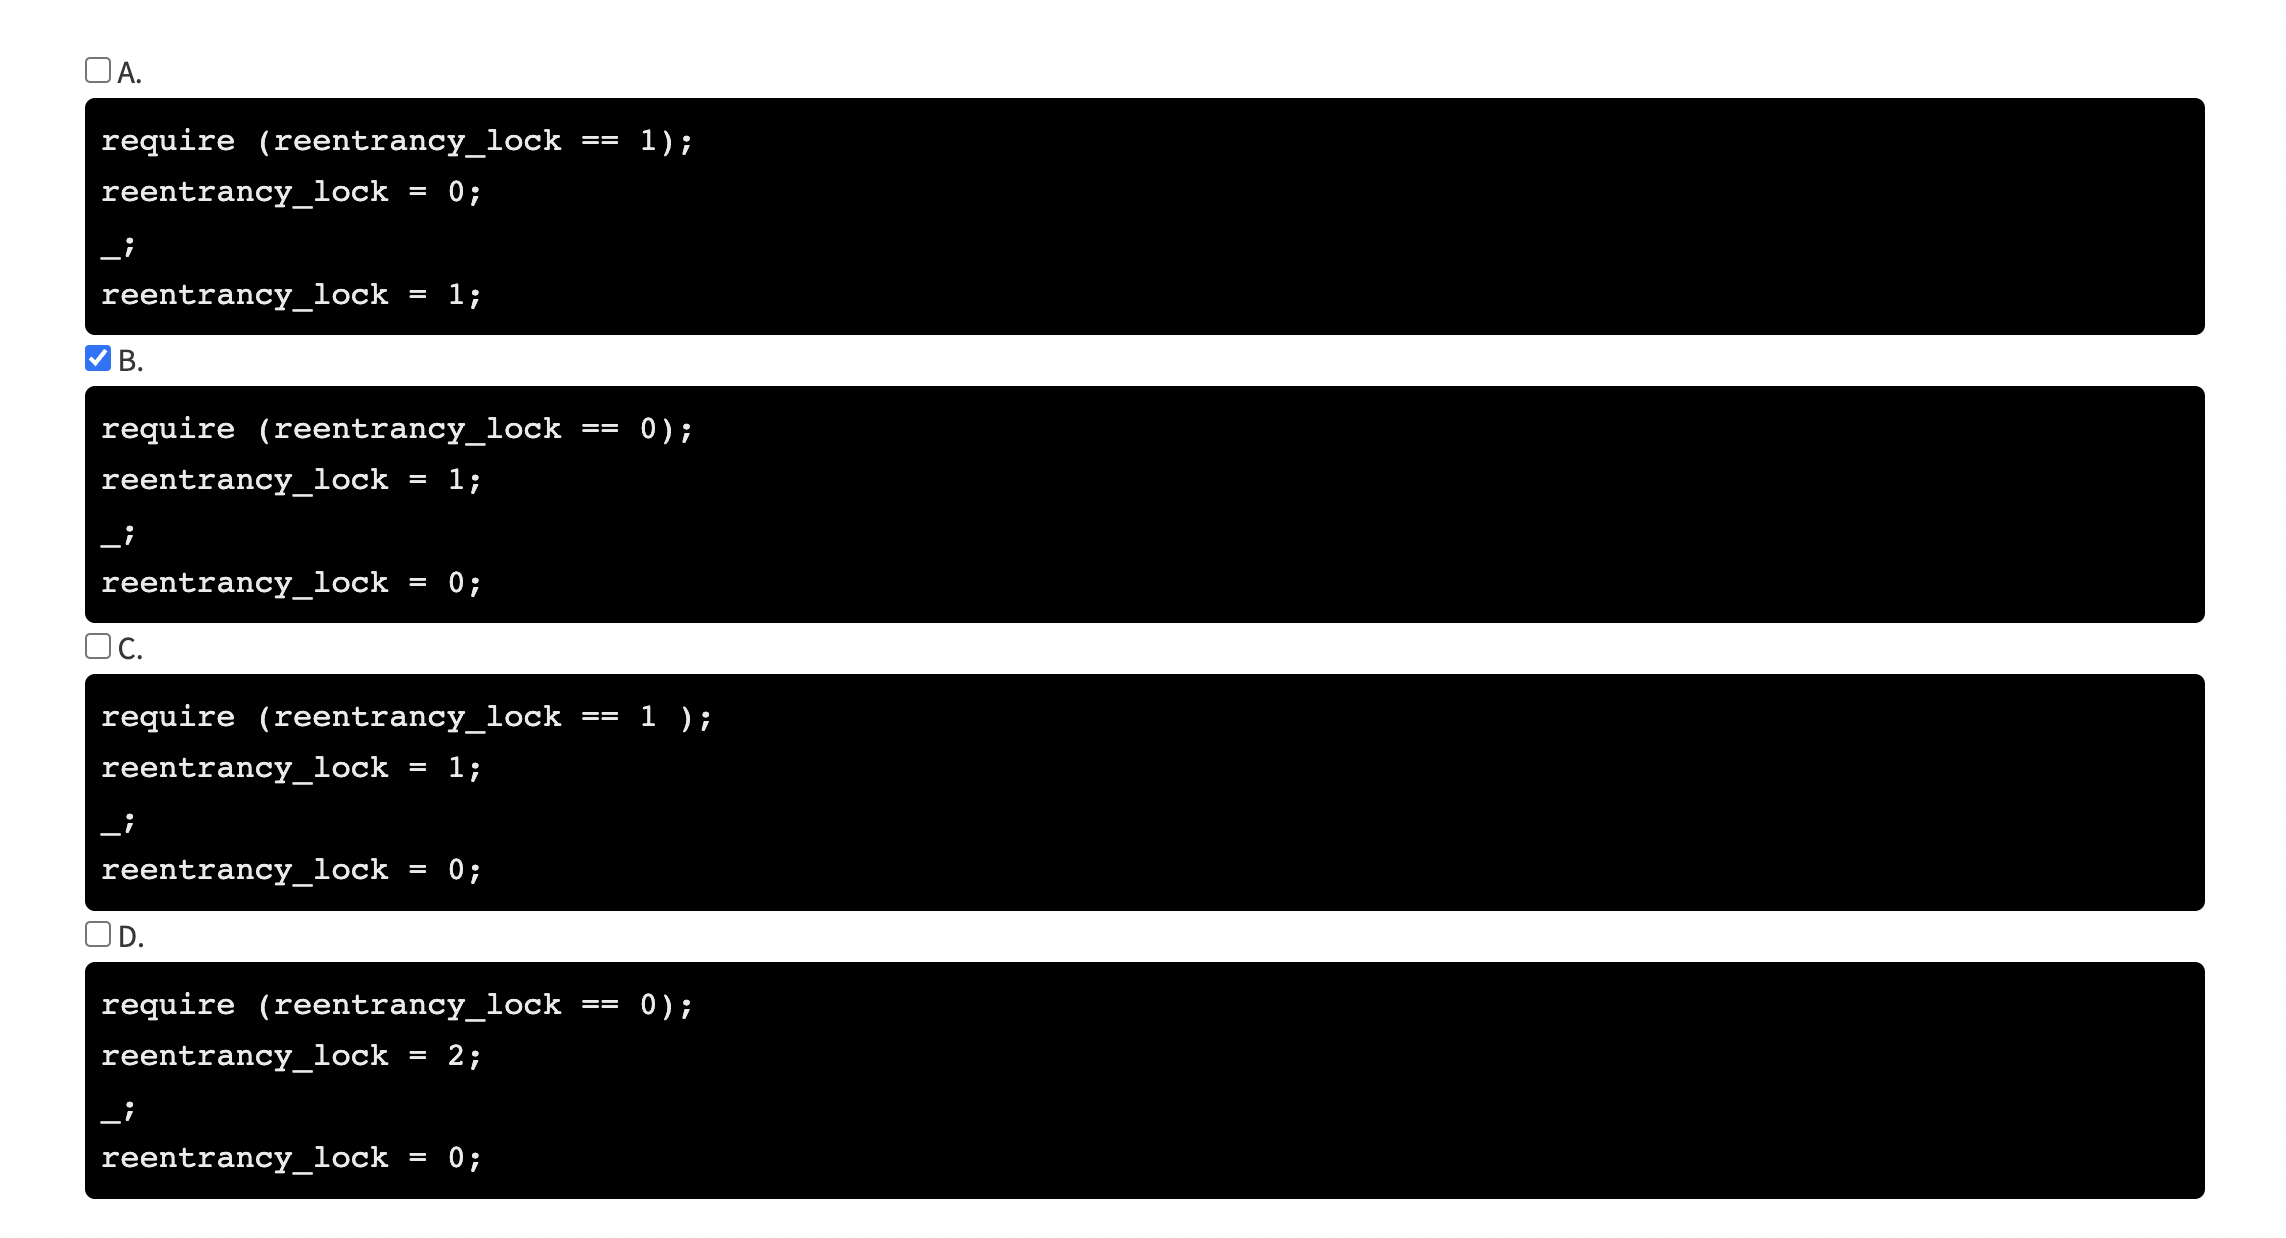 A.
require (reentrancy_lock == 1);
reentrancy_lock = 0;
_;
reentrancy_lock = 1;
B.
require (reentrancy_lock == 0);
reentrancy_lock = 1;
_;
reentrancy_lock = 0;
C.
require (reentrancy_lock == 1 );
reentrancy_lock = 1;
_;
reentrancy_lock = 0;
D.
require (reentrancy_lock == 0);
reentrancy_lock = 2;
_;
reentrancy_lock = 0;